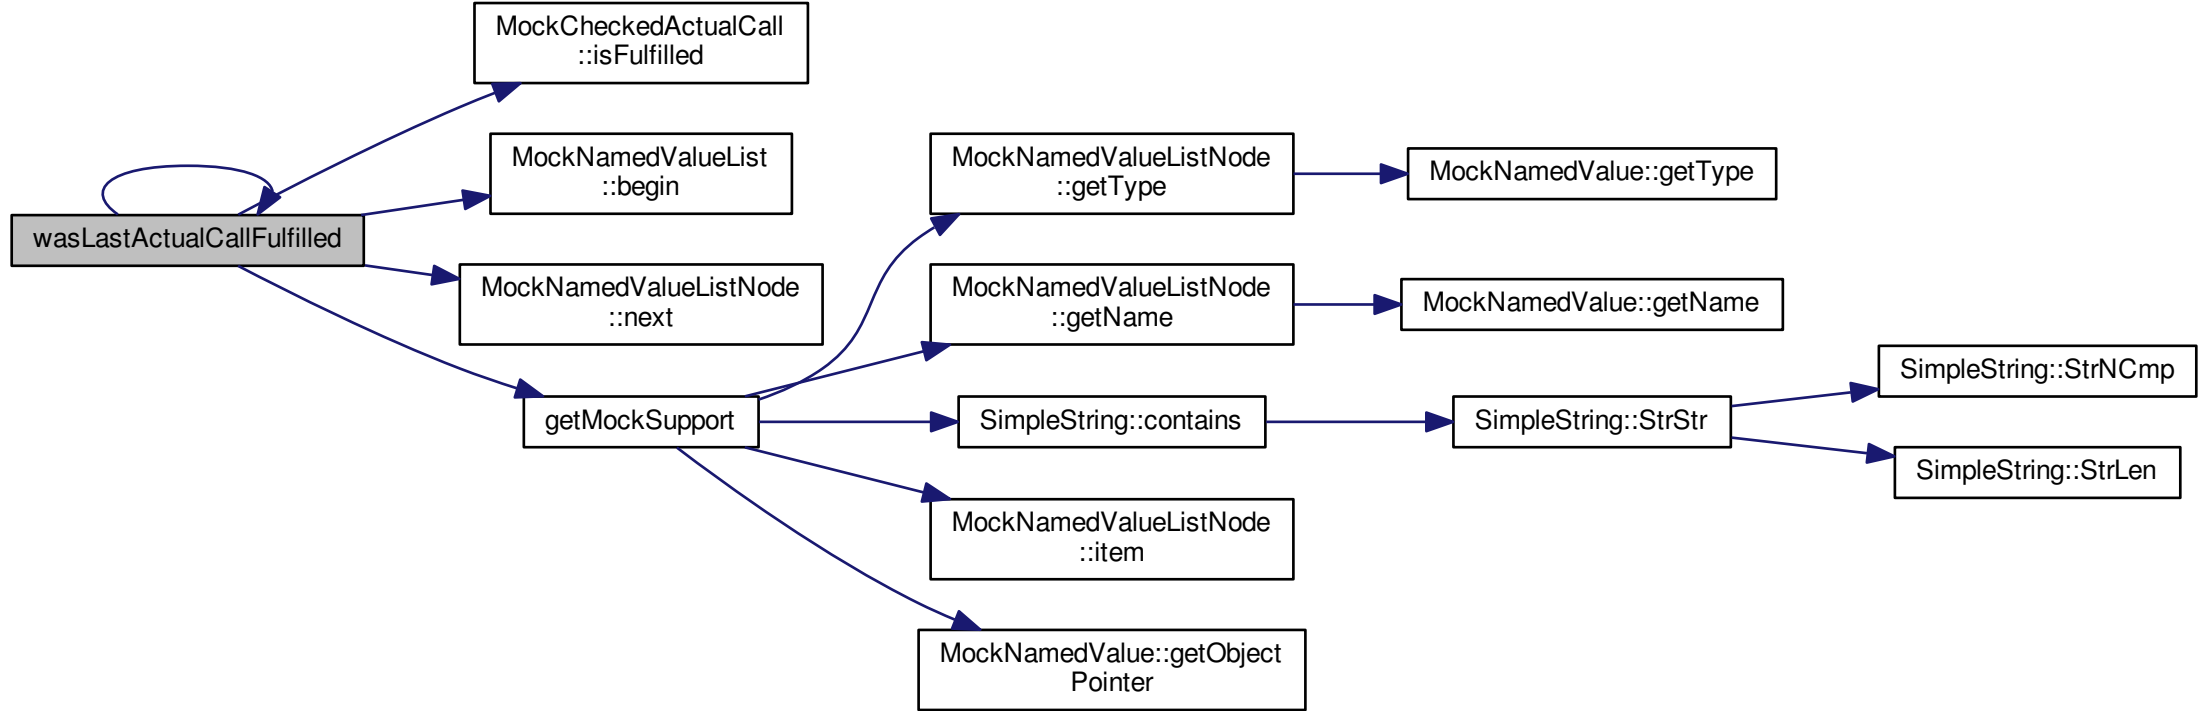 MockCheckedActualCall
::isFulfilled
MockNamedValueList
::begin
wasLastActualCallFulfilled
MockNamedValueListNode
::next
getMockSupport
MockNamedValueListNode
::getType
MockNamedValue::getType
MockNamedValueListNode
::getName
MockNamedValue::getName
SimpleString::contains
SimpleString::StrStr
SimpleString::StrNCmp
SimpleString::StrLen
MockNamedValueListNode
::item
MockNamedValue::getObject
Pointer